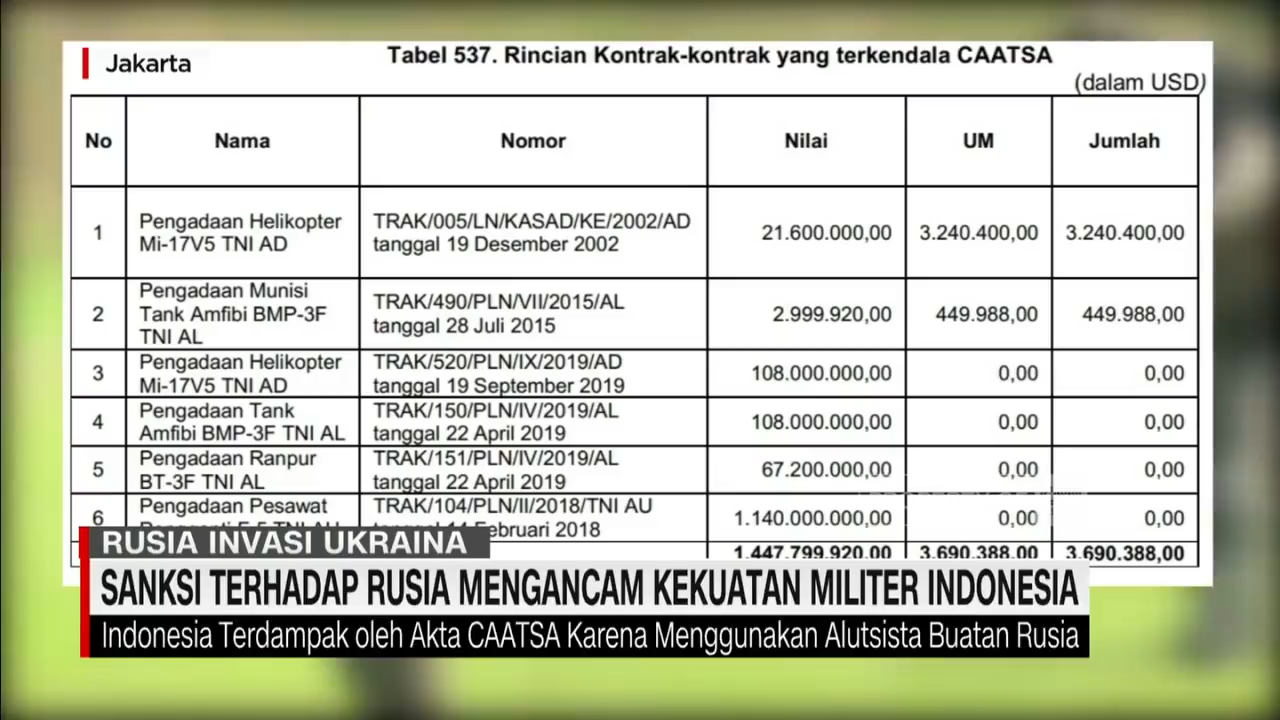 Jakarta
Tabel 537. Rincian Kontrak-kontrak yang terkendala CAATSA
(dalam USD)
No Nama Nomor Nilai UM Jumlah
1 Pengadaan Helikopter Mi-17V5 TNI AD TRAK/005/LN/KASAD/KE/2002/AD tanggal 19 Desember 2002 21.600.000,00 3.240.400,00 3.240.400,00
2 Pengadaan Munisi Tank Amfibi BMP-3F TNI AL TRAK/490/PLN/VII/2015/AL tanggal 28 Juli 2015 2.999.920,00 449.988,00 449.988,00
3 Pengadaan Helikopter Mi-17V5 TNI AD TRAK/520/PLN/IX/2019/AD tanggal 19 September 2019 108.000.000,00 0,00 0,00
4 Pengadaan Tank Amfibi BMP-3F TNI AL TRAK/150/PLN/IV/2019/AL tanggal 22 April 2019 108.000.000,00 0,00 0,00
5 Pengadaan Ranpur BT-3F TNI AL TRAK/151/PLN/IV/2019/AL tanggal 22 April 2019 67.200.000,00 0,00 0,00
6 Pengadaan Pesawat TRAK/104/PLN/II/2018/TNI AU Februari 2018 1.140.000.000,00 0,00 0,00
1.447.799.920,00 3.690.388,00 3.690.388,00
RUSIA INVASI UKRAINA
SANKSI TERHADAP RUSIA MENGANCAM KEKUATAN MILITER INDONESIA
Indonesia Terdampak oleh Akta CAATSA Karena Menggunakan Alutsista Buatan Rusia